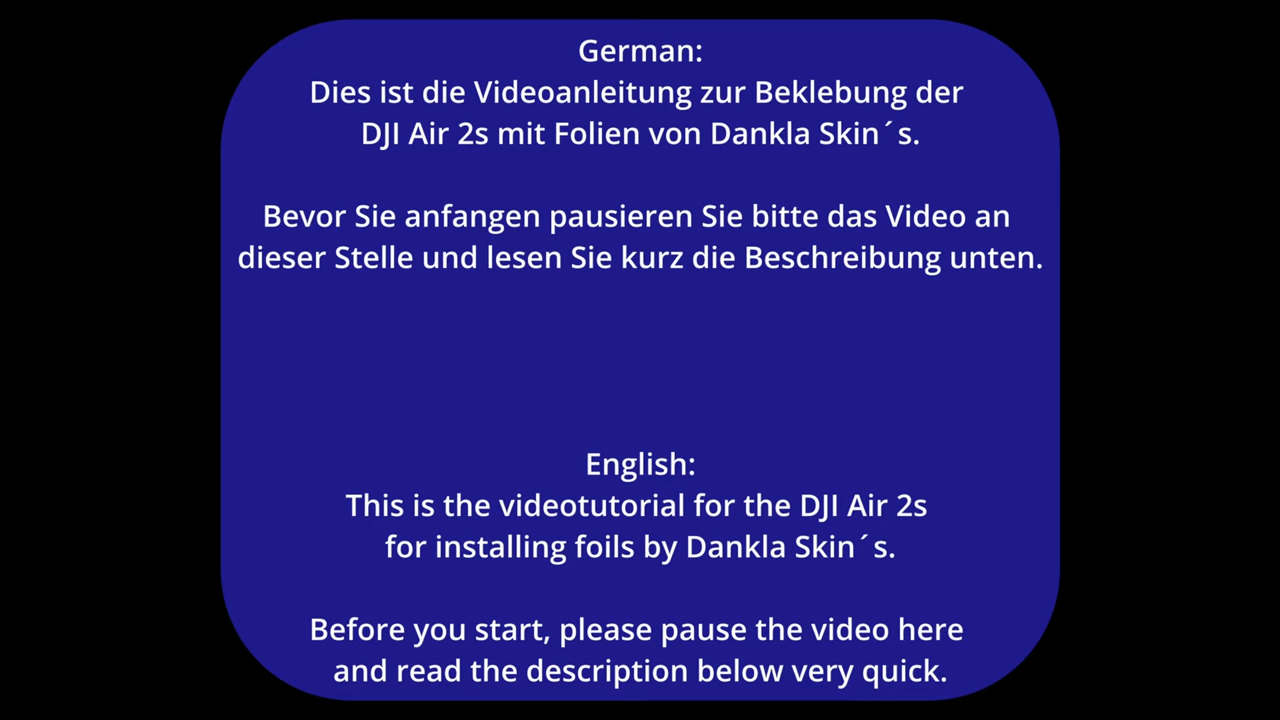 German:
Dies ist die Videoanleitung zur Beklebung der
DJI Air 2s mit Folien von Dankla Skin´s.
Bevor Sie anfangen pausieren Sie bitte das Video an
dieser Stelle und lesen Sie kurz die Beschreibung unten.
English:
This is the videotutorial for the DJI Air 2s
for installing foils by Dankla Skin´s.
Before you start, please pause the video here
and read the description below very quick.